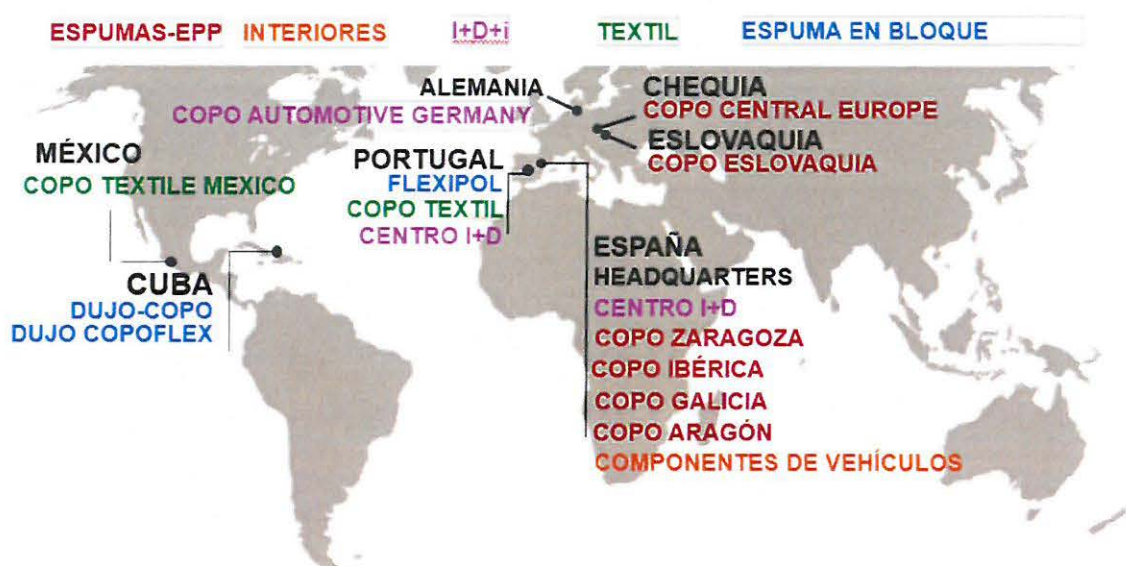 ESPUMAS-EPP INTERIORES I+D+i TEXTIL ESPUMA EN BLOQUE
ALEMANIA
COPO AUTOMOTIVE GERMANY
CHEQUIA
COPO CENTRAL EUROPE
ESLOVAQUIA
COPO ESLOVAQUIA
MÉXICO
COPO TEXTILE MEXICO
PORTUGAL
FLEXIPOL
COPO TEXTIL
CENTRO I+D
CUBA
DUJO-COPO
DUJO COPOFLEX
ESPAÑA
HEADQUARTERS
CENTRO I+D
COPO ZARAGOZA
COPO IBÉRICA
COPO GALICIA
COPO ARAGÓN
COMPONENTES DE VEHÍCULOS